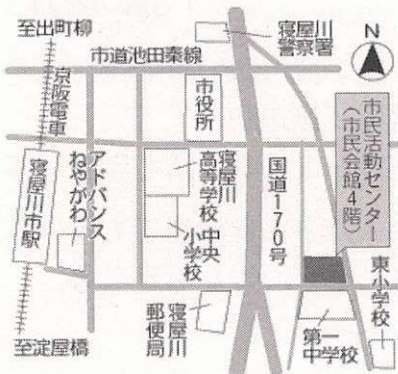 至出町柳
市道池田秦線
京阪電車
寝屋川
警察署
N
市役所
市民活動センター
（市民会館4階）
寝屋川市駅
アドバンス
ねやがわ
寝屋川
高等学校
中央
小学校
国道170号
東小学校
寝屋川
郵便局
第一
中学校
至淀屋橋